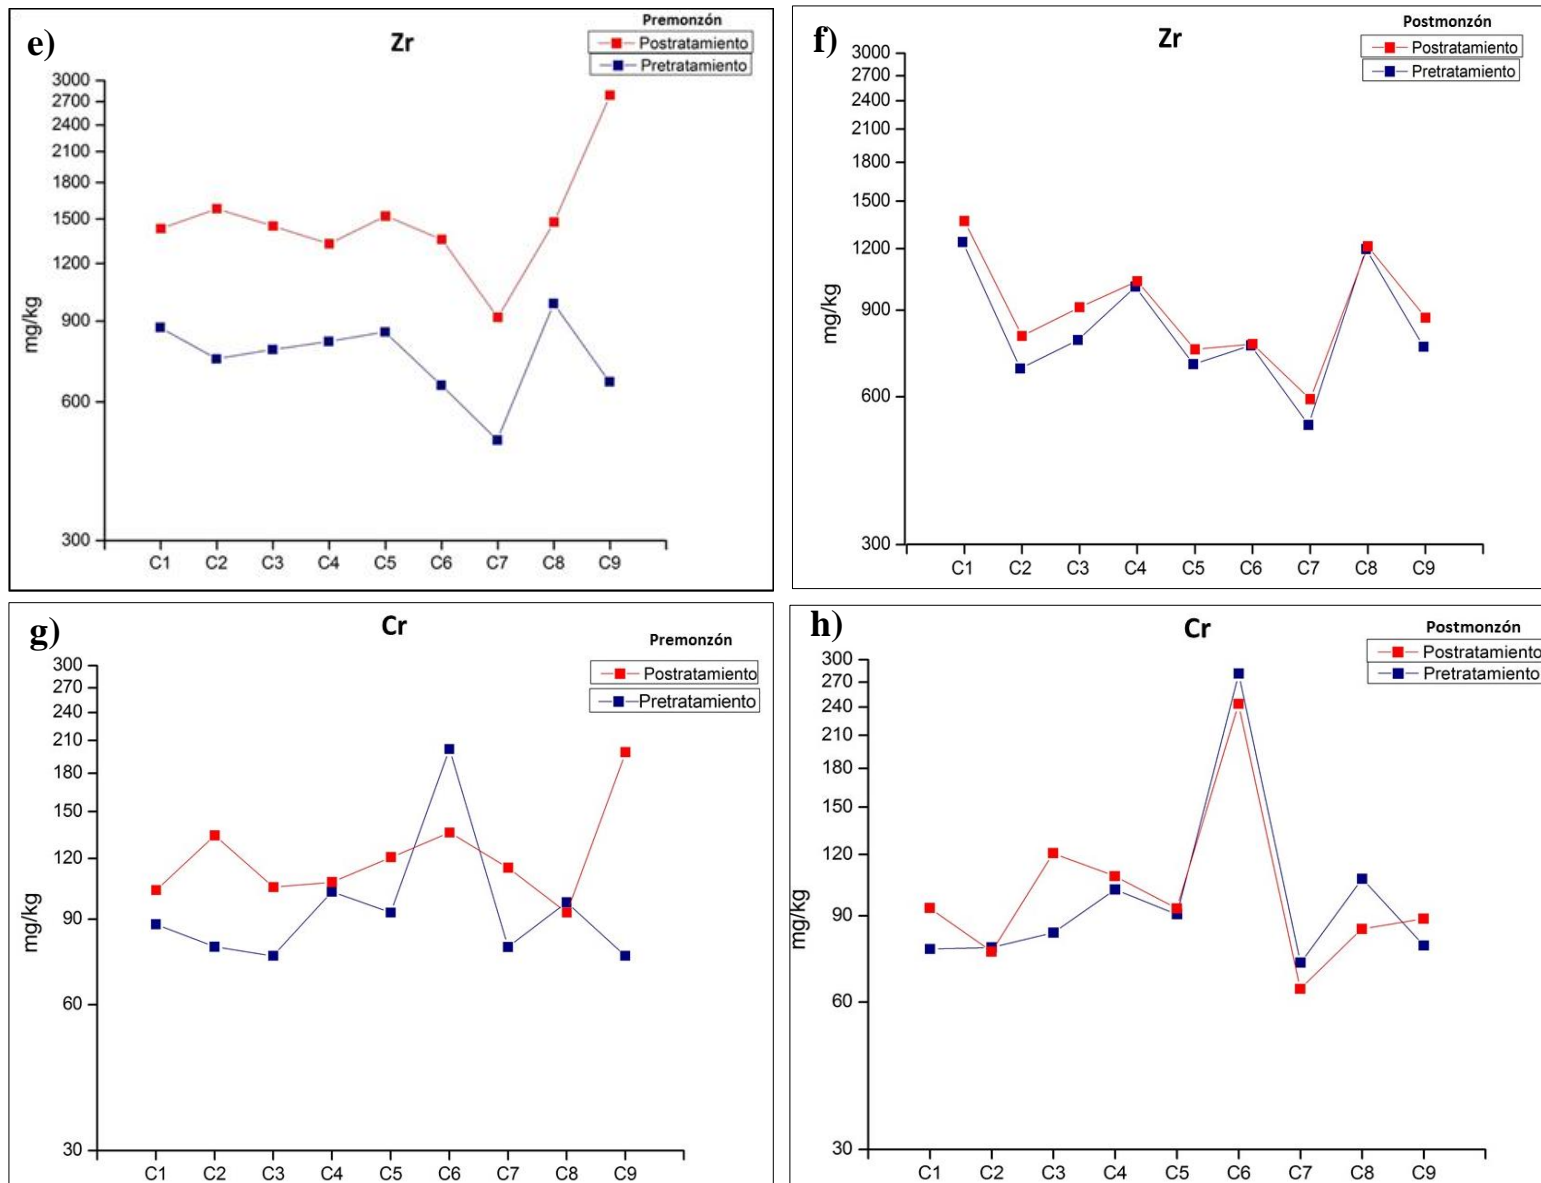 e)
Zr
Premonzón
Postratamiento
Pretratamiento
3000
2700
2400
2100
1800
1500
1200
900
600
300
mg/kg
C1 C2 C3 C4 C5 C6 C7 C8 C9
f)
Zr
Postmonzón
Postratamiento
Pretratamiento
3000
2700
2400
2100
1800
1500
1200
900
600
300
mg/kg
C1 C2 C3 C4 C5 C6 C7 C8 C9
g)
Cr
Premonzón
Postratamiento
Pretratamiento
300
270
240
210
180
150
120
90
60
30
mg/kg
C1 C2 C3 C4 C5 C6 C7 C8 C9
h)
Cr
Postmonzón
Postratamiento
Pretratamiento
300
270
240
210
180
150
120
90
60
30
mg/kg
C1 C2 C3 C4 C5 C6 C7 C8 C9